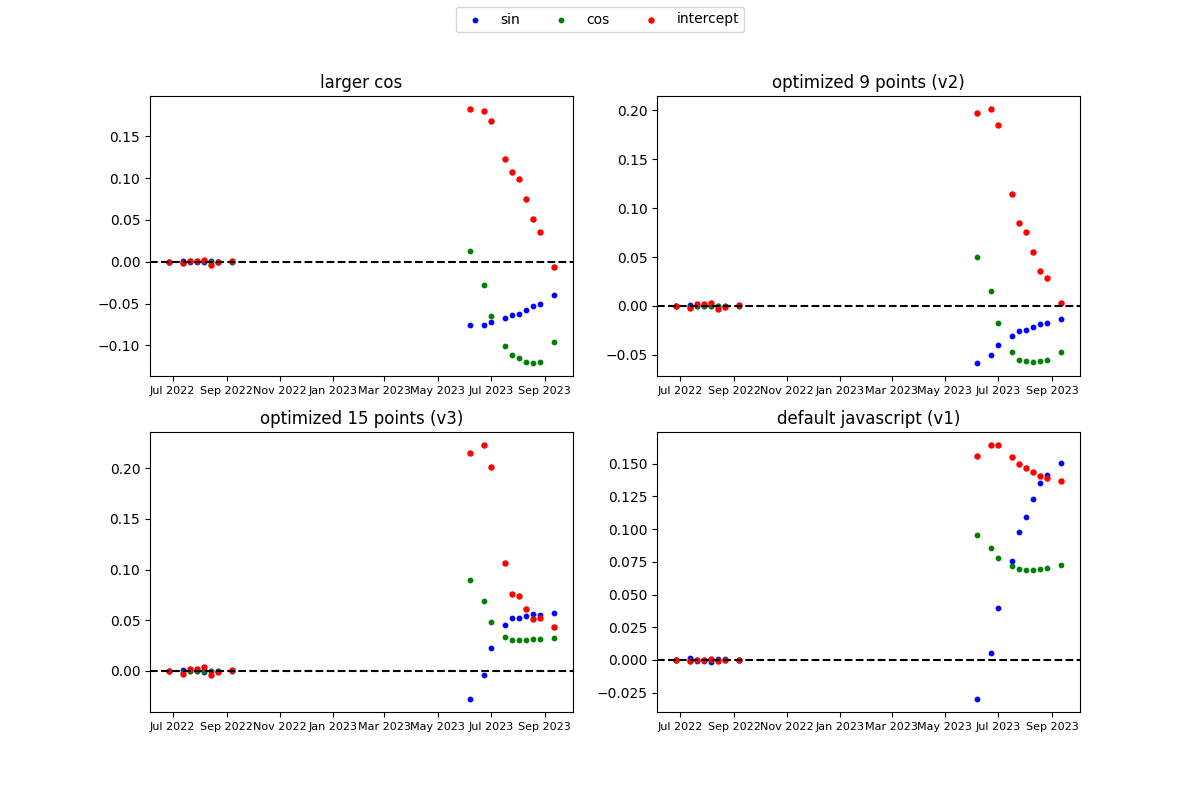 sin cos intercept
larger cos
0.15
0.10
0.05
0.00
−0.05
−0.10
Jul 2022 Sep 2022 Nov 2022 Jan 2023 Mar 2023 May 2023 Jul 2023 Sep 2023
optimized 9 points (v2)
0.20
0.15
0.10
0.05
0.00
−0.05
Jul 2022 Sep 2022 Nov 2022 Jan 2023 Mar 2023 May 2023 Jul 2023 Sep 2023
optimized 15 points (v3)
0.20
0.15
0.10
0.05
0.00
Jul 2022 Sep 2022 Nov 2022 Jan 2023 Mar 2023 May 2023 Jul 2023 Sep 2023
default javascript (v1)
0.150
0.125
0.100
0.075
0.050
0.025
0.000
−0.025
Jul 2022 Sep 2022 Nov 2022 Jan 2023 Mar 2023 May 2023 Jul 2023 Sep 2023